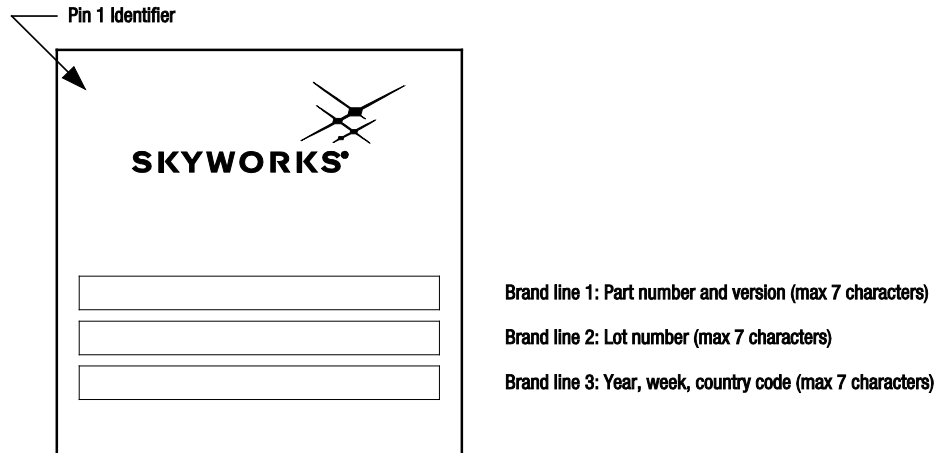 Pin 1 Identifier
SKYWORKS
Brand line 1: Part number and version (max 7 characters)
Brand line 2: Lot number (max 7 characters)
Brand line 3: Year, week, country code (max 7 characters)